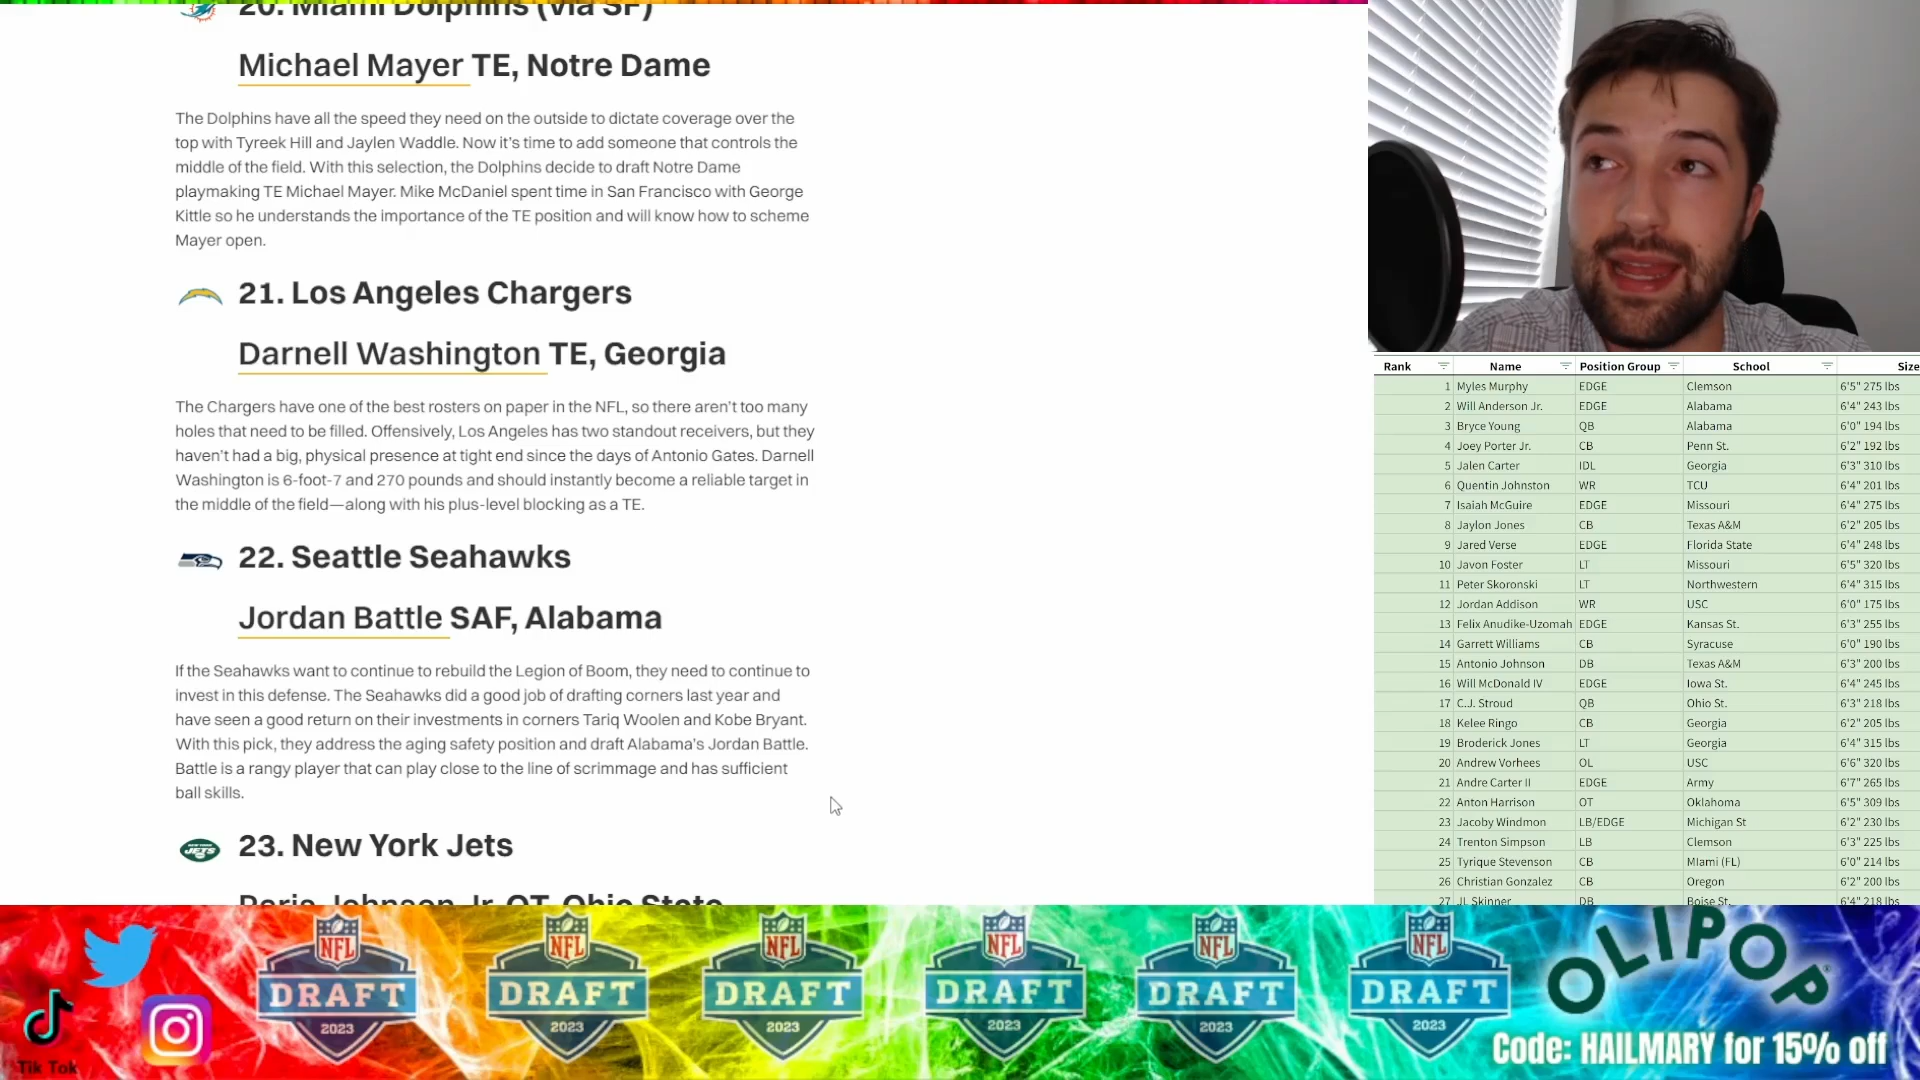 20. Miami Dolphins (via SF)
Michael Mayer TE, Notre Dame
The Dolphins have all the speed they need on the outside to dictate coverage over the
top with Tyreek Hill and Jaylen Waddle. Now it's time to add someone that controls the
middle of the field. With this selection, the Dolphins decide to draft Notre Dame
playmaking TE Michael Mayer. Mike McDaniel spent time in San Francisco with George
Kittle so he understands the importance of the TE position and will know how to scheme
Mayer open.
21. Los Angeles Chargers
Darnell Washington TE, Georgia
The Chargers have one of the best rosters on paper in the NFL, so there aren't too many
holes that need to be filled. Offensively, Los Angeles has two standout receivers, but they
haven't had a big, physical presence at tight end since the days of Antonio Gates. Darnell
Washington is 6-foot-7 and 270 pounds and should instantly become a reliable target in
the middle of the field—along with his plus-level blocking as a TE.
22. Seattle Seahawks
Jordan Battle SAF, Alabama
If the Seahawks want to continue to rebuild the Legion of Boom, they need to continue to
invest in this defense. The Seahawks did a good job of drafting corners last year and
have seen a good return on their investments in corners Tariq Woolen and Kobe Bryant.
With this pick, they address the aging safety position and draft Alabama's Jordan Battle.
Battle is a rangy player that can play close to the line of scrimmage and has sufficient
ball skills.
JETS
23. New York Jets
Paris Johnson Jr. OT, Ohio State
Rank Name Position Group School Size
1 Myles Murphy EDGE Clemson 6'5" 275 lbs
2 Will Anderson Jr. EDGE Alabama 6'4" 243 lbs
3 Bryce Young QB Alabama 6'0" 194 lbs
4 Joey Porter Jr. CB Penn St. 6'2" 192 lbs
5 Jalen Carter IDL Georgia 6'3" 310 lbs
6 Quentin Johnston WR TCU 6'4" 201 lbs
7 Isaiah McGuire EDGE Missouri 6'4" 275 lbs
8 Jaylon Jones CB Texas A&M 6'2" 205 lbs
9 Jared Verse EDGE Florida State 6'4" 248 lbs
10 Javon Foster LT Missouri 6'5" 320 lbs
11 Peter Skoronski LT Northwestern 6'4" 315 lbs
12 Jordan Addison WR USC 6'0" 175 lbs
13 Felix Anudike-Uzomah EDGE Kansas St. 6'3" 255 lbs
14 Garrett Williams CB Syracuse 6'0" 190 lbs
15 Antonio Johnson DB Texas A&M 6'3" 200 lbs
16 Will McDonald IV EDGE Iowa St. 6'4" 245 lbs
17 C.J. Stroud QB Ohio St. 6'3" 218 lbs
18 Kelee Ringo CB Georgia 6'2" 205 lbs
19 Broderick Jones LT Georgia 6'4" 315 lbs
20 Andrew Vorhees OL USC 6'6" 320 lbs
21 Andre Carter II EDGE Army 6'7" 265 lbs
22 Anton Harrison OT Oklahoma 6'5" 309 lbs
23 Jacoby Windmon LB/EDGE Michigan St 6'2" 230 lbs
24 Trenton Simpson LB Clemson 6'3" 225 lbs
25 Tyrique Stevenson CB MIami (FL) 6'0" 214 lbs
26 Christian Gonzalez CB Oregon 6'2" 200 lbs
27 JL Skinner DB Boise St. 6'4" 218 lbs
Tik Tok
NFL DRAFT 2023
NFL DRAFT 2023
NFL DRAFT 2023
NFL DRAFT 2023
NFL DRAFT 2023
NFL DRAFT 2023
OLIPOP
Code: HAILMARY for 15% off